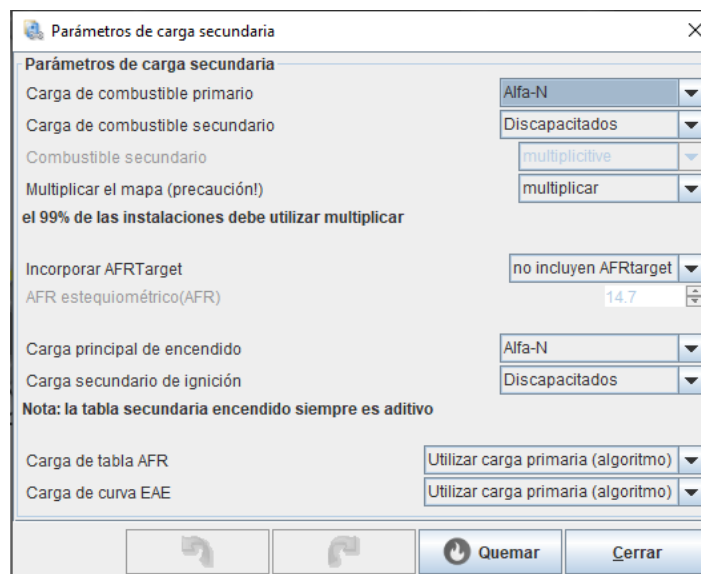 Parámetros de carga secundaria
Parámetros de carga secundaria
Carga de combustible primario Alfa-N
Carga de combustible secundario Discapacitados
Combustible secundario multiplicitive
Multiplicar el mapa (precaución!) multiplicar
el 99% de las instalaciones debe utilizar multiplicar
Incorporar AFRTarget no incluyen AFRtarget
AFR estequiométrico(AFR) 14.7
Carga principal de encendido Alfa-N
Carga secundario de ignición Discapacitados
Nota: la tabla secundaria encendido siempre es aditivo
Carga de tabla AFR Utilizar carga primaria (algoritmo)
Carga de curva EAE Utilizar carga primaria (algoritmo)
Quemar Cerrar